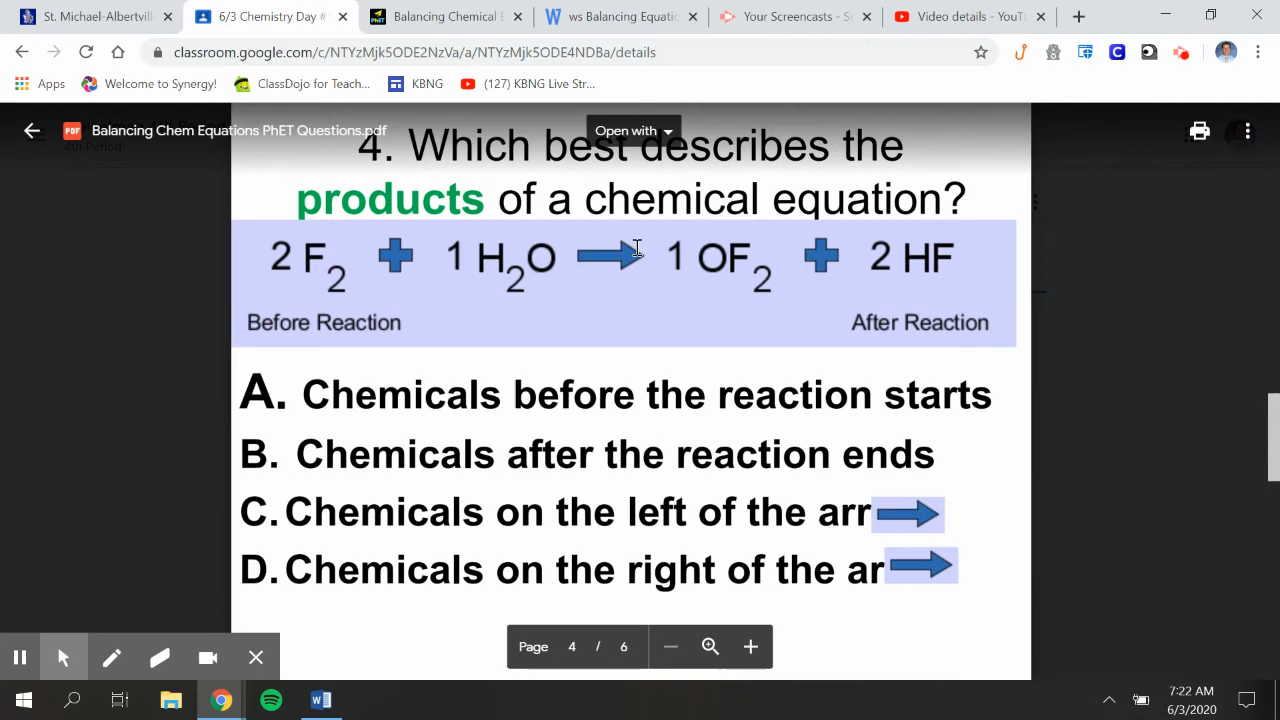 St. Michael-Albertvill
6/3 Chemistry Day #
Balancing Chemical E
ws Balancing Equatio
Your Screencasts - Sc
Video details - YouTu
classroom.google.com/c/NTYzMjk5ODE2NzVa/a/NTYzMjk5ODE4NDBa/details
Apps
Welcome to Synergy!
ClassDojo for Teach...
KBNG
(127) KBNG Live Str...
PDF
Balancing Chem Equations PhET Questions.pdf
Open with
4th Period
4. Which best describes the
products of a chemical equation?
2 F2 + 1 H2O → 1 OF2 + 2 HF
Before Reaction
After Reaction
A. Chemicals before the reaction starts
B. Chemicals after the reaction ends
C. Chemicals on the left of the arr
D. Chemicals on the right of the ar
Page 4 / 6
7:22 AM
6/3/2020